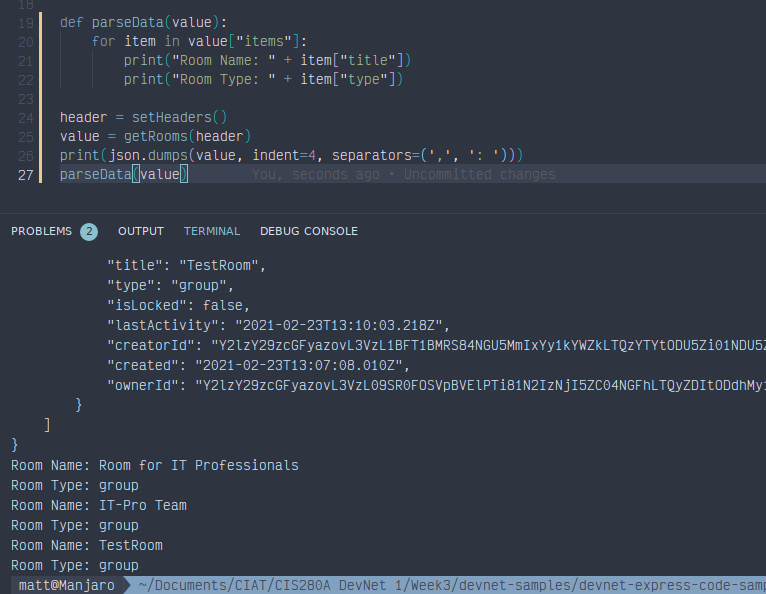 18
19 def parseData(value):
20 for item in value["items"]:
21 print("Room Name: " + item["title"])
22 print("Room Type: " + item["type"])
23
24 header = setHeaders()
25 value = getRooms(header)
26 print(json.dumps(value, indent=4, separators=(',', ': ')))
27 parseData(value) You, seconds ago • Uncommitted changes
PROBLEMS 2 OUTPUT TERMINAL DEBUG CONSOLE
"title": "TestRoom",
"type": "group",
"isLocked": false,
"lastActivity": "2021-02-23T13:10:03.218Z",
"creatorId": "Y2lzY29zcGFyazovL3VzL1BFT1BMRS84NGU5MmIxYy1kYWZkLTQzYTYtODU5Zi01NDU5Z
"created": "2021-02-23T13:07:08.010Z",
"ownerId": "Y2lzY29zcGFyazovL3VzL09SR0FOSVpBVElPTi81N2IzNjI5ZC04NGFhLTQyZDItODdhMy1
}
]
}
Room Name: Room for IT Professionals
Room Type: group
Room Name: IT-Pro Team
Room Type: group
Room Name: TestRoom
Room Type: group
matt@Manjaro ~/Documents/CIAT/CIS280A DevNet 1/Week3/devnet-samples/devnet-express-code-samp